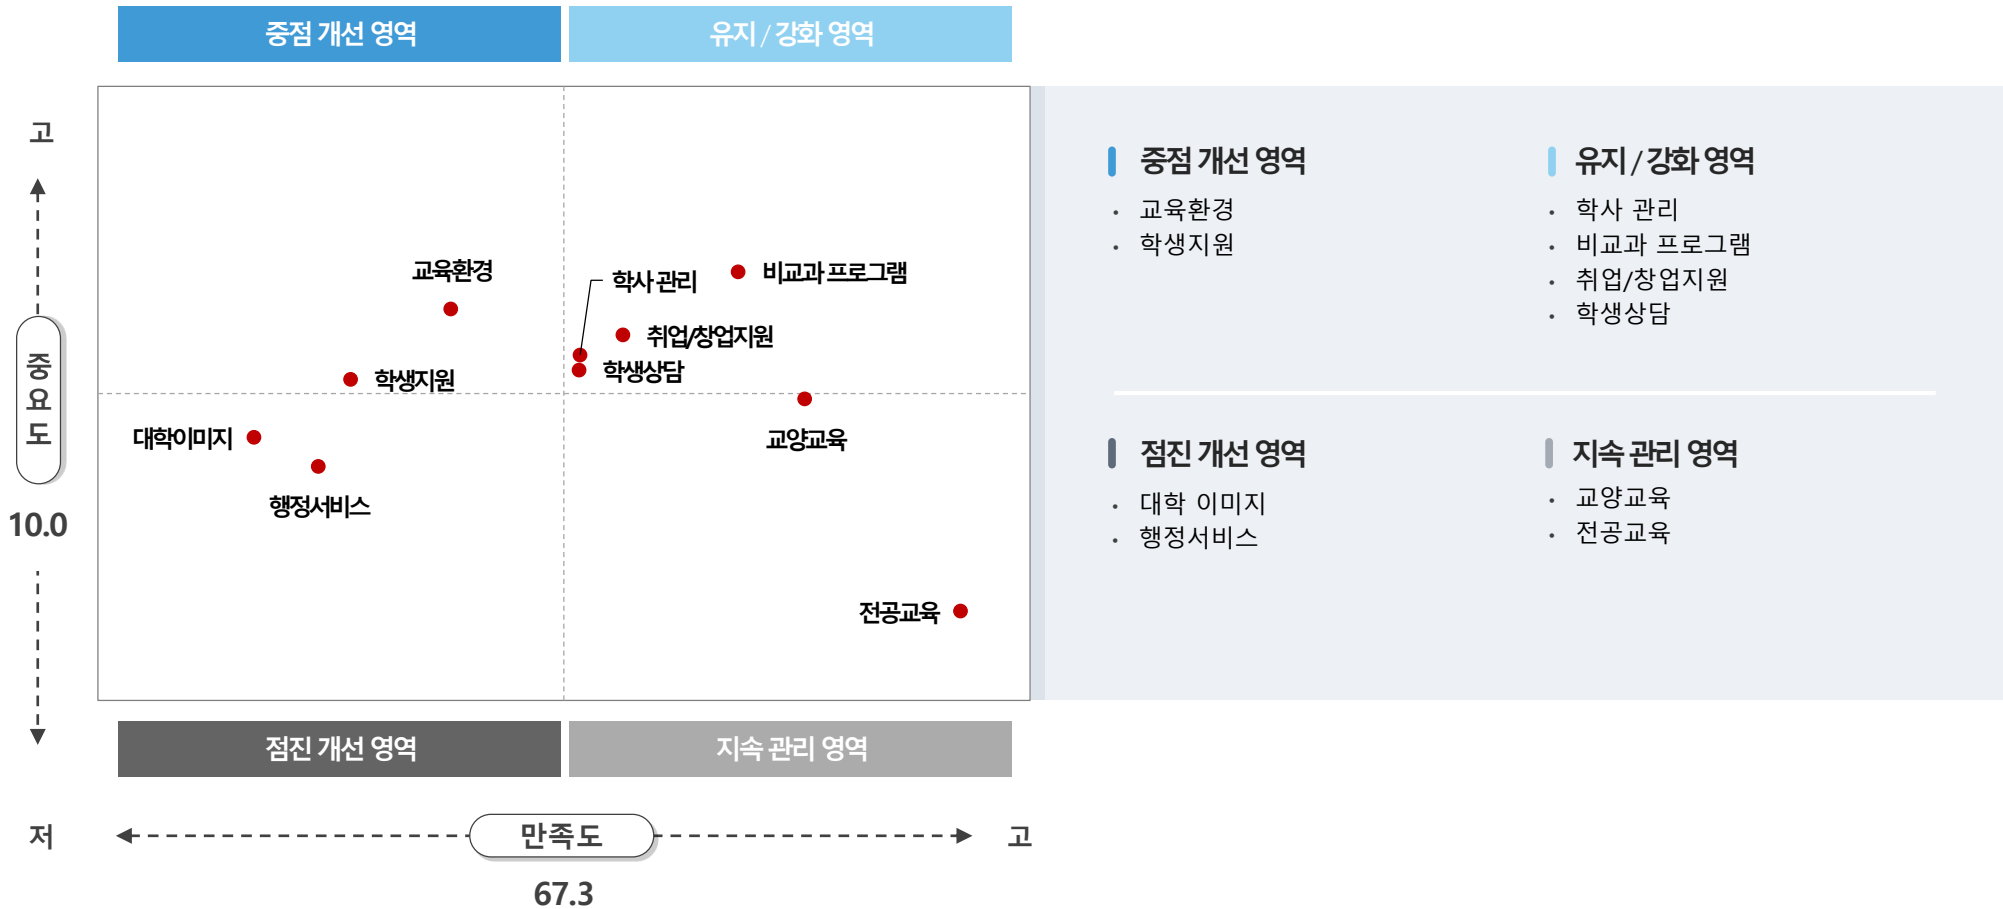 중점 개선 영역
유지 / 강화 영역
고
중요도
10.0
저
교육환경
학사 관리
비교과 프로그램
취업/창업지원
학생상담
학생지원
대학이미지
행정서비스
교양교육
전공교육
점진 개선 영역
지속 관리 영역
만족도
고
67.3
중점 개선 영역
· 교육환경
· 학생지원
유지 / 강화 영역
· 학사 관리
· 비교과 프로그램
· 취업/창업지원
· 학생상담
점진 개선 영역
· 대학 이미지
· 행정서비스
지속 관리 영역
· 교양교육
· 전공교육